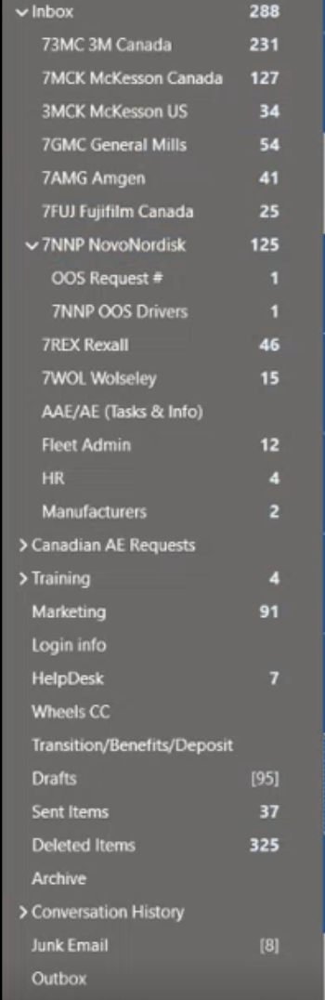 Inbox 288
73MC 3M Canada 231
7MCK McKesson Canada 127
3MCK McKesson US 34
7GMC General Mills 54
7AMG Amgen 41
7FUJ Fujifilm Canada 25
7NNP NovoNordisk 125
OOS Request # 1
7NNP OOS Drivers 1
7REX Rexall 46
7WOL Wolseley 15
AAE/AE (Tasks & Info)
Fleet Admin 12
HR 4
Manufacturers 2
Canadian AE Requests
Training 4
Marketing 91
Login info
HelpDesk 7
Wheels CC
Transition/Benefits/Deposit
Drafts [95]
Sent Items 37
Deleted Items 325
Archive
Conversation History
Junk Email [8]
Outbox